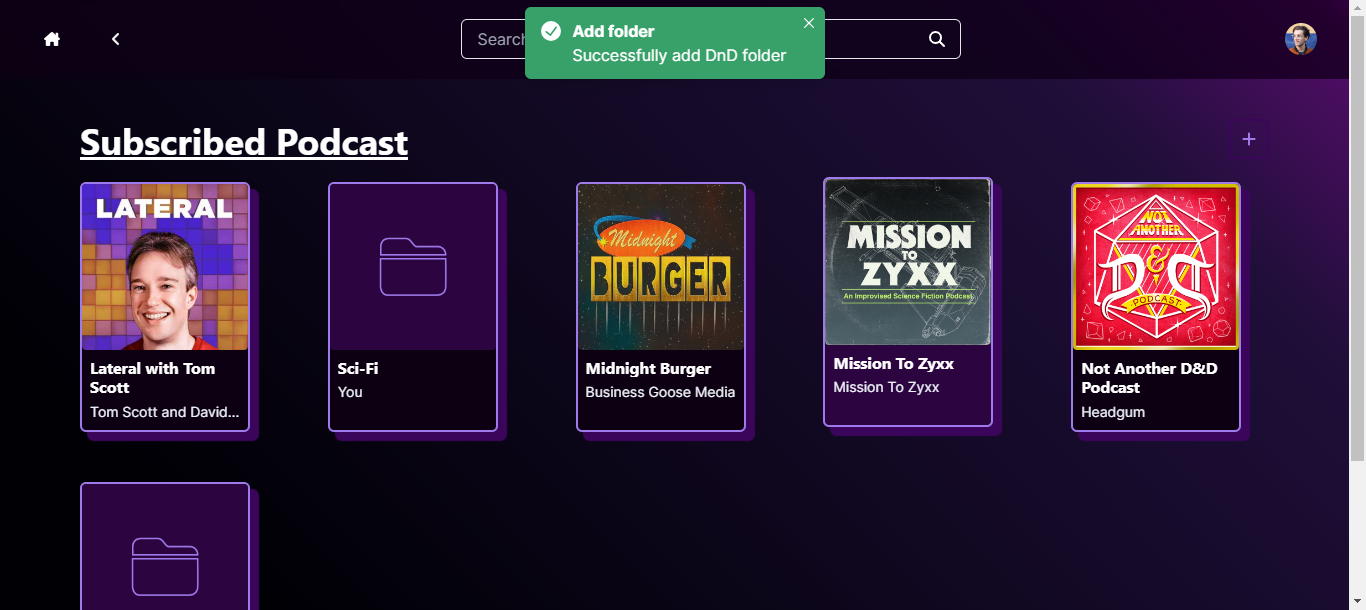 Add folder
Successfully add DnD folder
Search
Subscribed Podcast
LATERAL
Lateral with Tom
Scott
Tom Scott and David...
Sci-Fi
You
Midnight
BURGER
Midnight Burger
Business Goose Media
MISSION
TO
ZYXX
An Improvised Science Fiction Podcast
Mission To Zyxx
Mission To Zyxx
NOT
ANOTHER
D&D
PODCAST
Not Another D&D
Podcast
Headgum